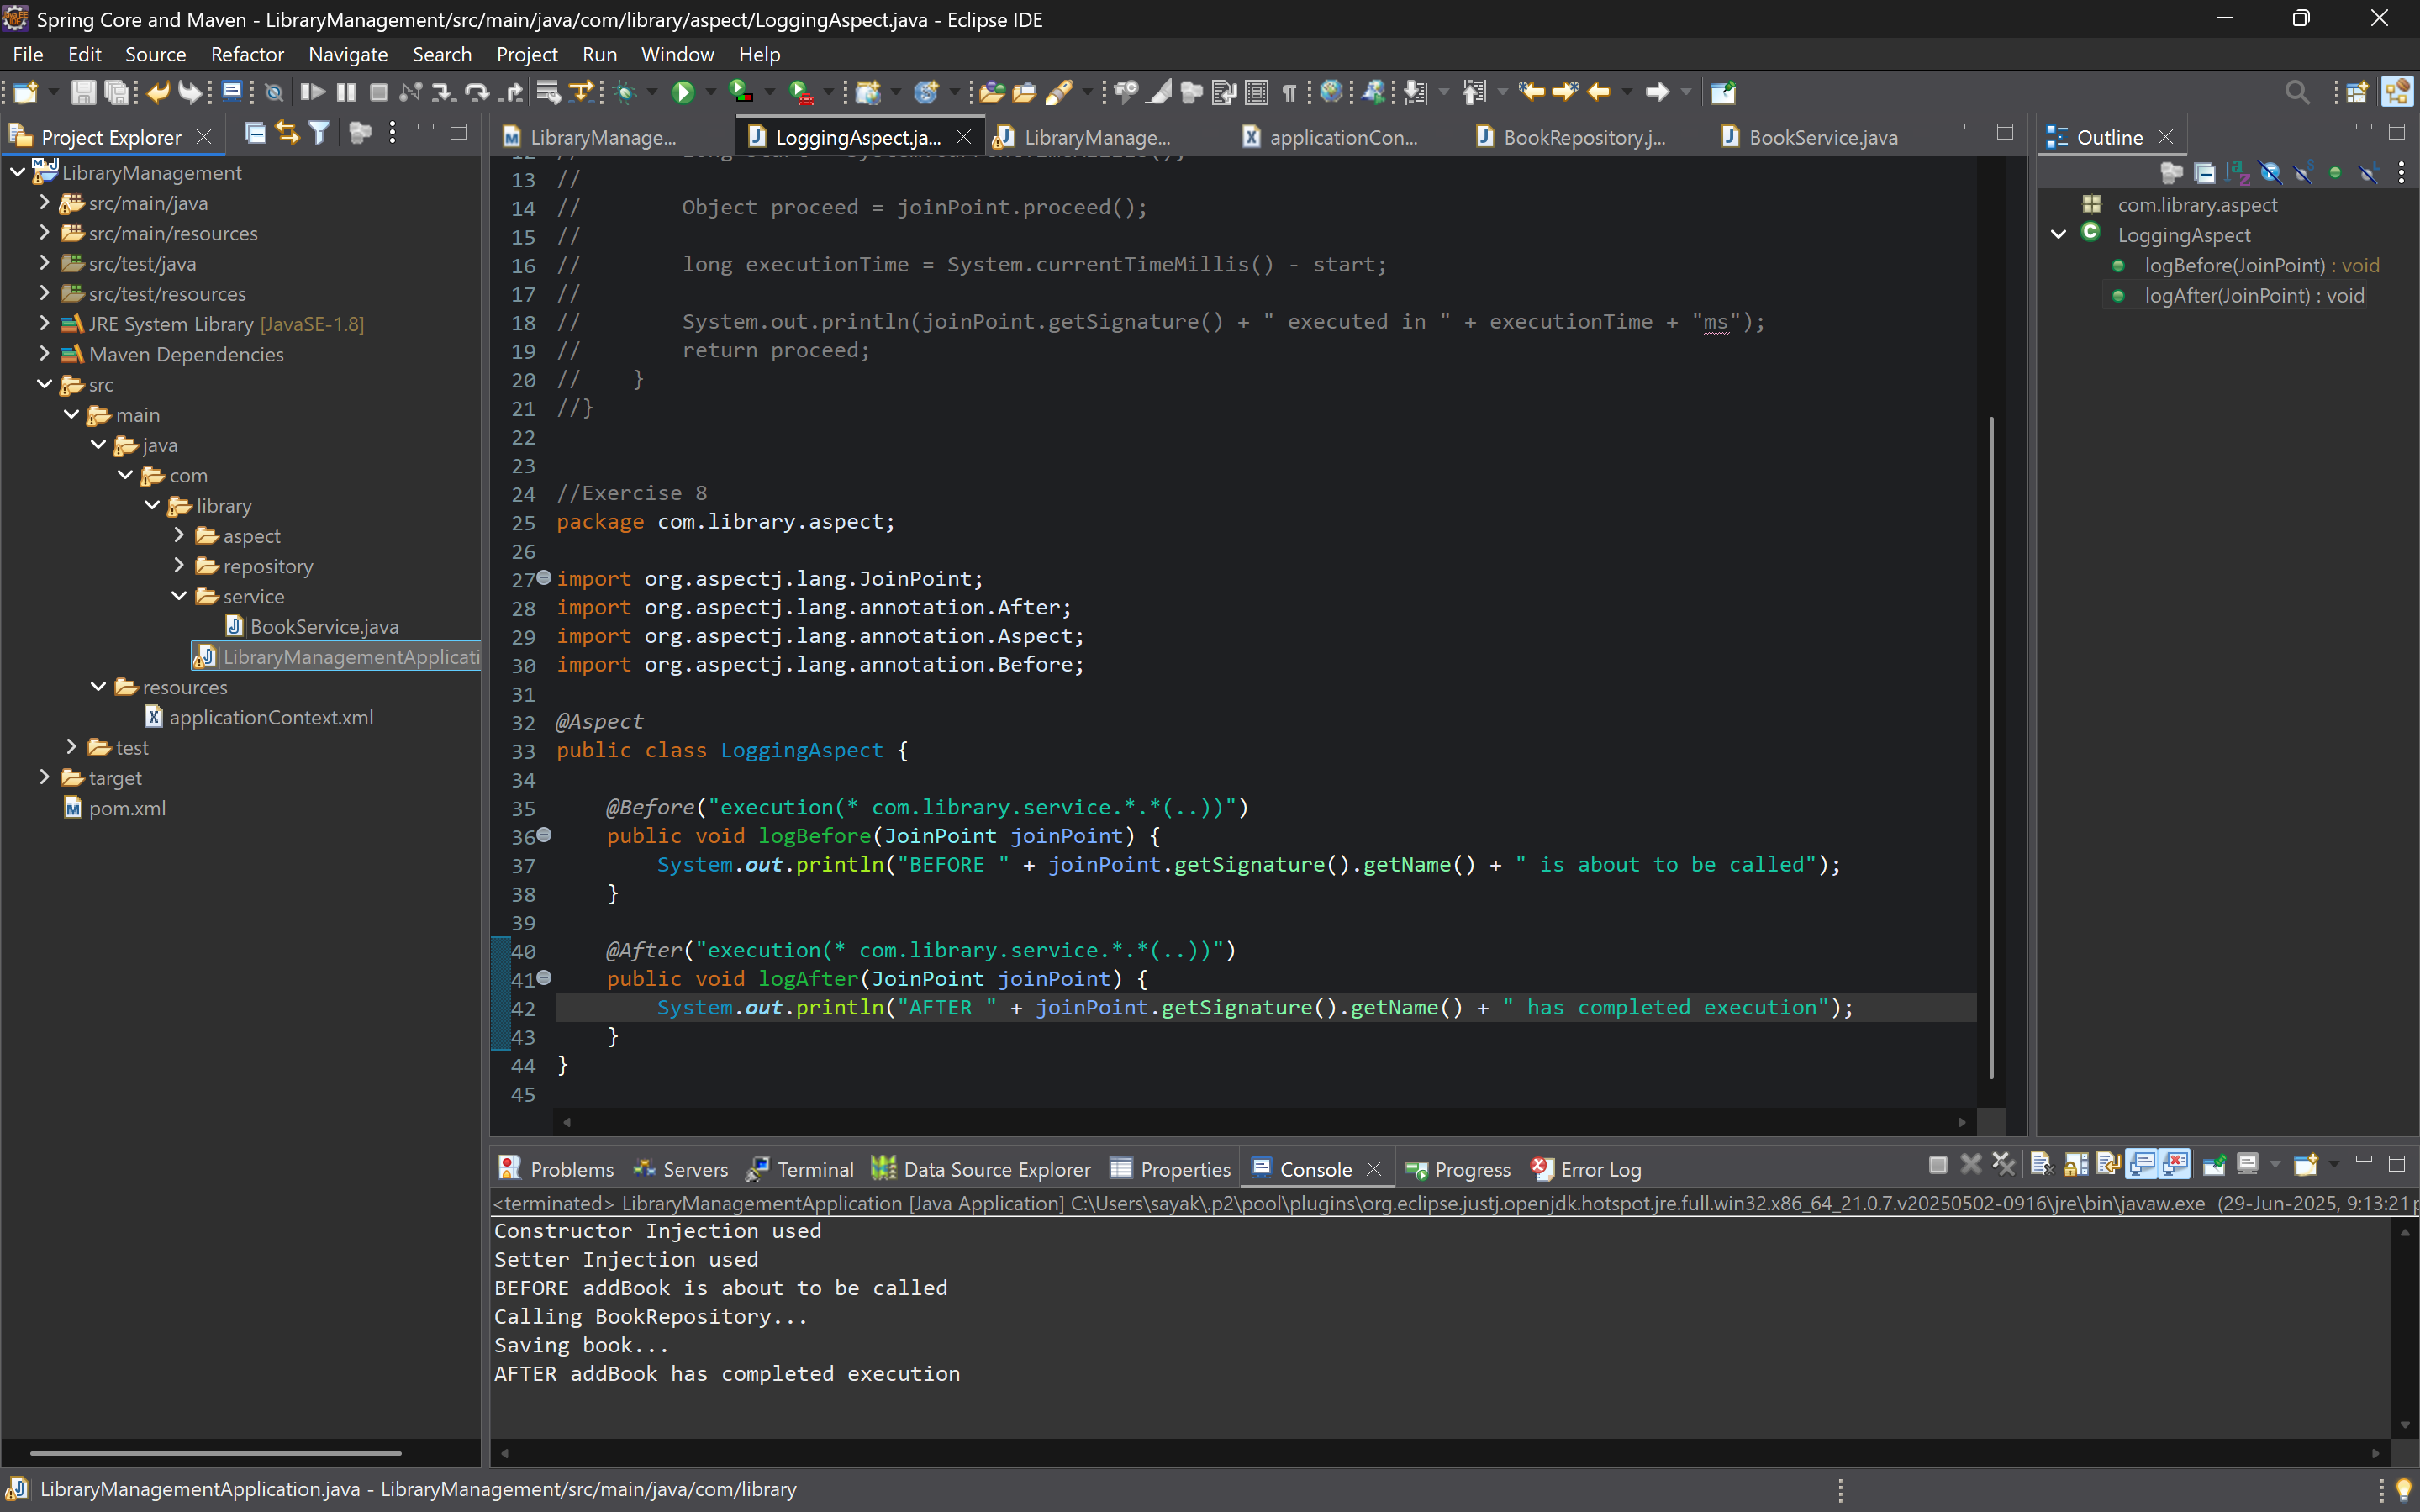 Spring Core and Maven - LibraryManagement/src/main/java/com/library/aspect/LoggingAspect.java - Eclipse IDE
File Edit Source Refactor Navigate Search Project Run Window Help
Project Explorer
LibraryManagement
src/main/java
src/main/resources
src/test/java
src/test/resources
JRE System Library [JavaSE-1.8]
Maven Dependencies
src
main
java
com
library
aspect
repository
service
BookService.java
LibraryManagementApplicati
resources
applicationContext.xml
test
target
pom.xml
LibraryManage... LoggingAspect.ja... LibraryManage... applicationCon... BookRepository.j... BookService.java
13 //
14 // Object proceed = joinPoint.proceed();
15 //
16 // long executionTime = System.currentTimeMillis() - start;
17 //
18 // System.out.println(joinPoint.getSignature() + " executed in " + executionTime + "ms");
19 // return proceed;
20 // }
21 //}
22
23
24 //Exercise 8
25 package com.library.aspect;
26
27 import org.aspectj.lang.JoinPoint;
28 import org.aspectj.lang.annotation.After;
29 import org.aspectj.lang.annotation.Aspect;
30 import org.aspectj.lang.annotation.Before;
31
32 @Aspect
33 public class LoggingAspect {
34
35 @Before("execution(* com.library.service.*.*(..))")
36 public void logBefore(JoinPoint joinPoint) {
37 System.out.println("BEFORE " + joinPoint.getSignature().getName() + " is about to be called");
38 }
39
40 @After("execution(* com.library.service.*.*(..))")
41 public void logAfter(JoinPoint joinPoint) {
42 System.out.println("AFTER " + joinPoint.getSignature().getName() + " has completed execution");
43 }
44 }
45
Outline
com.library.aspect
LoggingAspect
logBefore(JoinPoint) : void
logAfter(JoinPoint) : void
Problems Servers Terminal Data Source Explorer Properties Console Progress Error Log
<terminated> LibraryManagementApplication [Java Application] C:\Users\sayak\.p2\pool\plugins\org.eclipse.justj.openjdk.hotspot.jre.full.win32.x86_64_21.0.7.v20250502-0916\jre\bin\javaw.exe (29-Jun-2025, 9:13:21 p
Constructor Injection used
Setter Injection used
BEFORE addBook is about to be called
Calling BookRepository...
Saving book...
AFTER addBook has completed execution
LibraryManagementApplication.java - LibraryManagement/src/main/java/com/library